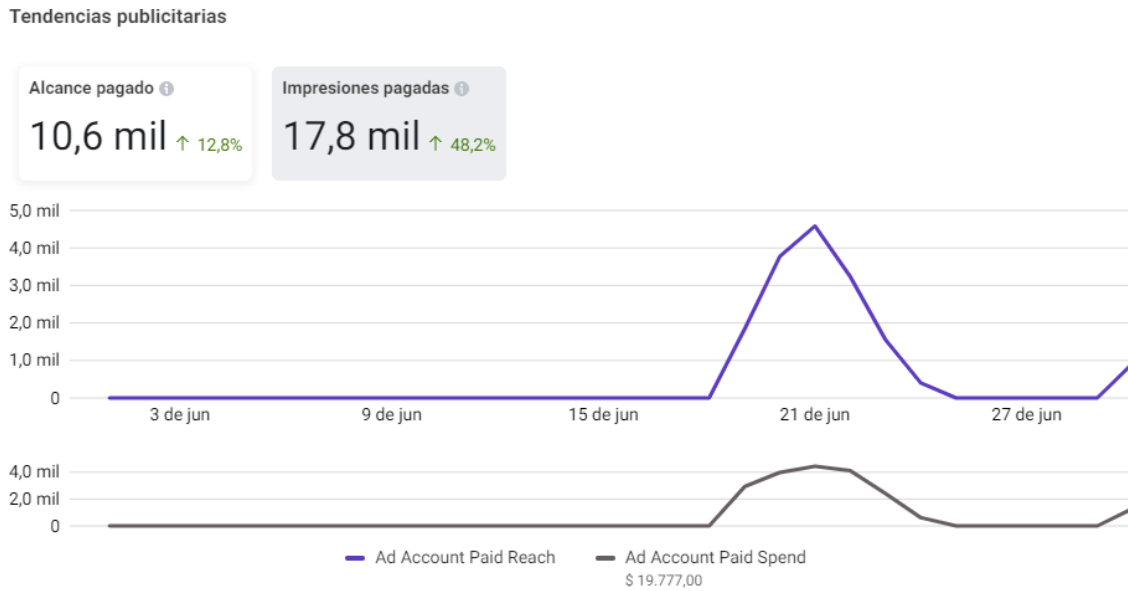 Tendencias publicitarias
Alcance pagado
10,6 mil ↑ 12,8%
Impresiones pagadas
17,8 mil ↑ 48,2%
5,0 mil
4,0 mil
3,0 mil
2,0 mil
1,0 mil
0
3 de jun 9 de jun 15 de jun 21 de jun 27 de jun
4,0 mil
2,0 mil
0
Ad Account Paid Reach
Ad Account Paid Spend
$ 19.777,00